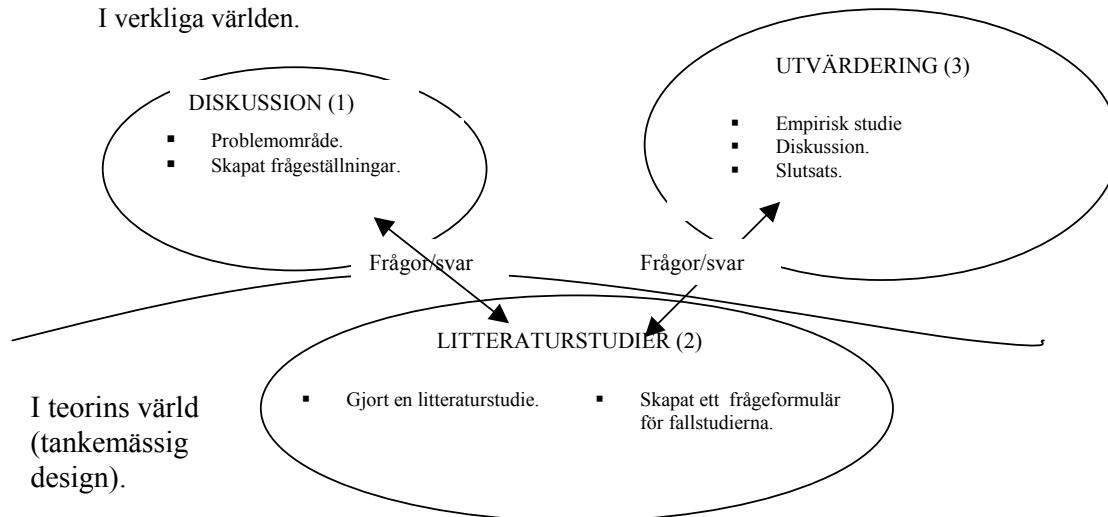 I verkliga världen.
DISKUSSION (1)
▪ Problemområde.
▪ Skapat frågeställningar.
UTVÄRDERING (3)
▪ Empirisk studie
▪ Diskussion.
▪ Slutsats.
Frågor/svar
Frågor/svar
LITTERATURSTUDIER (2)
▪ Gjort en litteraturstudie.
▪ Skapat ett frågeformulär
för fallstudierna.
I teorins värld
(tankemässig
design).